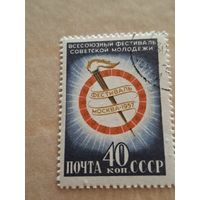 ВСЕСОЮЗНЫЙ ФЕСТИВАЛЬ
СОВЕТСКОЙ МОЛОДЕЖИ
ФЕСТИВАЛЬ
МОСКВА-1957
ПОЧТА 40 КОП. СССР